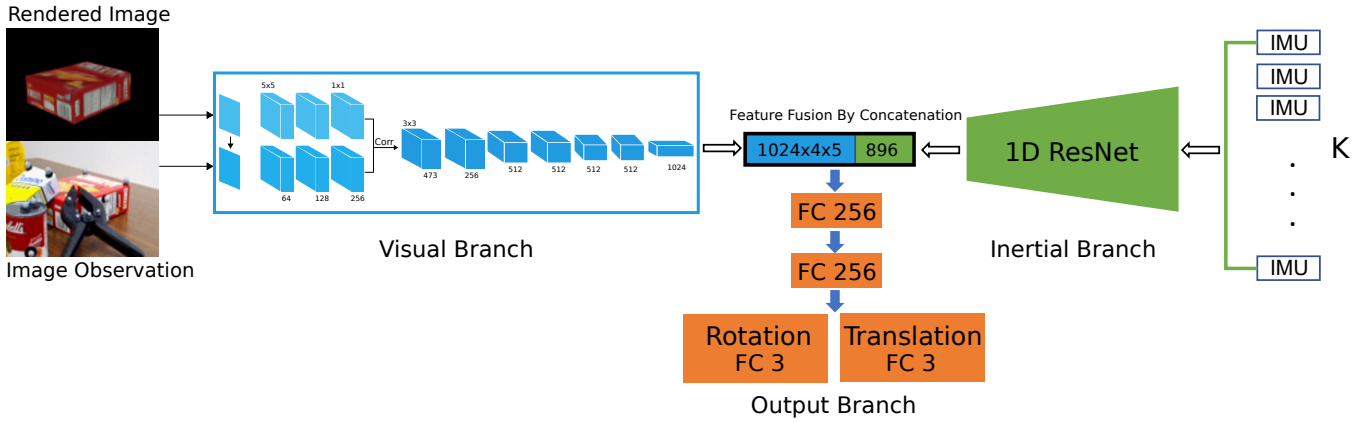 Rendered Image
Image Observation
5x5
1x1
64
128
256
Corr
3x3
473
256
512
512
512
512
1024
Visual Branch
Feature Fusion By Concatenation
1024x4x5
896
FC 256
FC 256
Rotation
FC 3
Translation
FC 3
Output Branch
1D ResNet
Inertial Branch
IMU
IMU
IMU
K
IMU